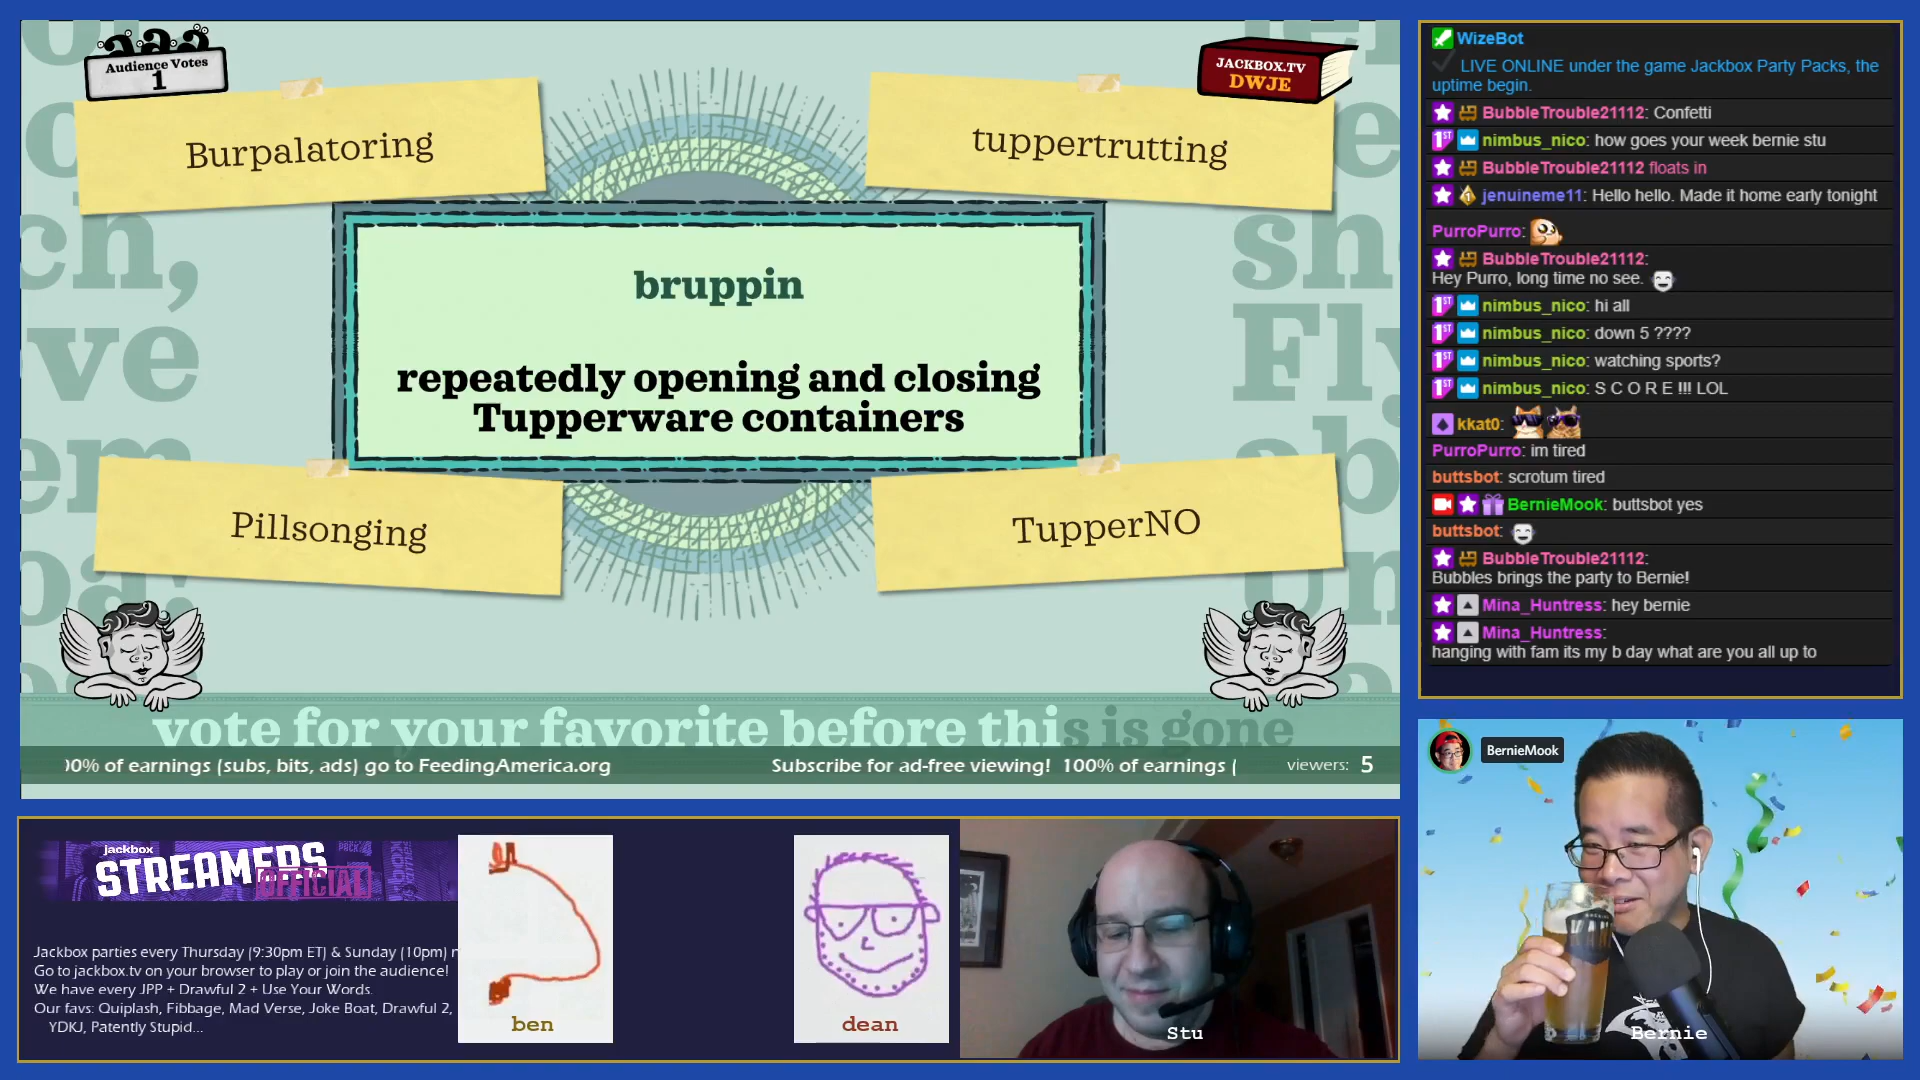 Audience Votes
1
JACKBOX.TV
DWJE
Burpalatoring
tuppertrutting
bruppin
repeatedly opening and closing
Tupperware containers
Pillsonging
TupperNO
vote for your favorite before this is gone
00% of earnings (subs, bits, ads) go to FeedingAmerica.org
Subscribe for ad-free viewing! 100% of earnings (
viewers: 5
jackbox
STREAMERS
OFFICIAL
Jackbox parties every Thursday (9:30pm ET) & Sunday (10pm) n
Go to jackbox.tv on your browser to play or join the audience!
We have every JPP + Drawful 2 + Use Your Words.
Our favs: Quiplash, Fibbage, Mad Verse, Joke Boat, Drawful 2,
YDKJ, Patently Stupid...
ben
dean
Stu
WizeBot
LIVE ONLINE under the game Jackbox Party Packs, the
uptime begin.
BubbleTrouble21112: Confetti
1ST nimbus_nico: how goes your week bernie stu
BubbleTrouble21112 floats in
1 jenuineme11: Hello hello. Made it home early tonight
PurroPurro:
BubbleTrouble21112:
Hey Purro, long time no see.
1ST nimbus_nico: hi all
1ST nimbus_nico: down 5 ????
1ST nimbus_nico: watching sports?
1ST nimbus_nico: S C O R E !!! LOL
kkat0:
PurroPurro: im tired
buttsbot: scrotum tired
BernieMook: buttsbot yes
buttsbot:
BubbleTrouble21112:
Bubbles brings the party to Bernie!
Mina_Huntress: hey bernie
Mina_Huntress:
hanging with fam its my b day what are you all up to
BernieMook
Bernie